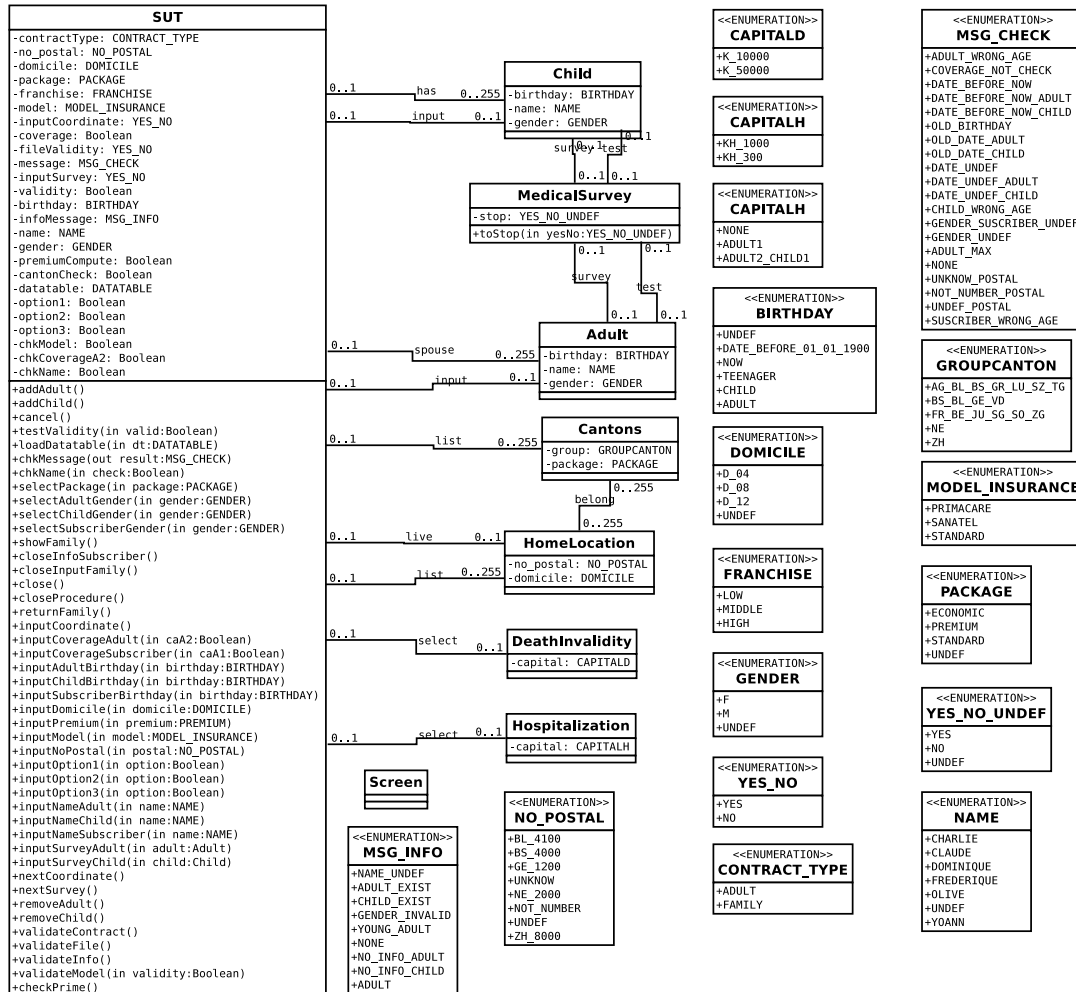 SUT
-contractType: CONTRACT_TYPE
-no_postal: NO_POSTAL
-domicile: DOMICILE
-package: PACKAGE
-franchise: FRANCHISE
-model: MODEL_INSURANCE
-inputCoordinate: YES_NO
-coverage: Boolean
-fileValidity: YES_NO
-message: MSG_CHECK
-inputSurvey: YES_NO
-validity: Boolean
-birthday: BIRTHDAY
-infoMessage: MSG_INFO
-name: NAME
-gender: GENDER
-premiumCompute: Boolean
-cantonCheck: Boolean
-datatable: DATATABLE
-option1: Boolean
-option2: Boolean
-option3: Boolean
-chkModel: Boolean
-chkCoverageA2: Boolean
-chkName: Boolean
+addAdult()
+addChild()
+cancel()
+testValidity(in valid:Boolean)
+loadDatatable(in dt:DATATABLE)
+chkMessage(out result:MSG_CHECK)
+chkName(in check:Boolean)
+selectPackage(in package:PACKAGE)
+selectAdultGender(in gender:GENDER)
+selectChildGender(in gender:GENDER)
+selectSubscriberGender(in gender:GENDER)
+showFamily()
+closeInfoSubscriber()
+closeInputFamily()
+close()
+closeProcedure()
+returnFamily()
+inputCoordinate()
+inputCoverageAdult(in caA2:Boolean)
+inputCoverageSubscriber(in caA1:Boolean)
+inputAdultBirthday(in birthday:BIRTHDAY)
+inputChildBirthday(in birthday:BIRTHDAY)
+inputSubscriberBirthday(in birthday:BIRTHDAY)
+inputDomicile(in domicile:DOMICILE)
+inputPremium(in premium:PREMIUM)
+inputModel(in model:MODEL_INSURANCE)
+inputNoPostal(in postal:NO_POSTAL)
+inputOption1(in option:Boolean)
+inputOption2(in option:Boolean)
+inputOption3(in option:Boolean)
+inputNameAdult(in name:NAME)
+inputNameChild(in name:NAME)
+inputNameSubscriber(in name:NAME)
+inputSurveyAdult(in adult:Adult)
+inputSurveyChild(in child:Child)
+nextCoordinate()
+nextSurvey()
+removeAdult()
+removeChild()
+validateContract()
+validateFile()
+validateInfo()
+validateModel(in validity:Boolean)
+checkPrime()
0..1 has 0..255
0..1 input 0..1
Child
-birthday: BIRTHDAY
-name: NAME
-gender: GENDER
0..1 0..1
survey test
0..1 0..1
MedicalSurvey
-stop: YES_NO_UNDEF
+toStop(in yesNo:YES_NO_UNDEF)
0..1 0..1
survey
test
0..1 0..1
0..1 spouse 0..255
0..1 input 0..1
Adult
-birthday: BIRTHDAY
-name: NAME
-gender: GENDER
0..1 list 0..255
Cantons
-group: GROUPCANTON
-package: PACKAGE
0..255
belong
0..255
0..1 live 0..1
0..1 list 0..255
HomeLocation
-no_postal: NO_POSTAL
-domicile: DOMICILE
0..1 select 0..1
DeathInvalidity
-capital: CAPITALD
0..1 select 0..1
Hospitalization
-capital: CAPITALH
Screen
<<ENUMERATION>>
MSG_INFO
+NAME_UNDEF
+ADULT_EXIST
+CHILD_EXIST
+GENDER_INVALID
+YOUNG_ADULT
+NONE
+NO_INFO_ADULT
+NO_INFO_CHILD
+ADULT
<<ENUMERATION>>
NO_POSTAL
+BL_4100
+BS_4000
+GE_1200
+UNKNOW
+NE_2000
+NOT_NUMBER
+UNDEF
+ZH_8000
<<ENUMERATION>>
CAPITALD
+K_10000
+K_50000
<<ENUMERATION>>
CAPITALH
+KH_1000
+KH_300
<<ENUMERATION>>
CAPITALH
+NONE
+ADULT1
+ADULT2_CHILD1
<<ENUMERATION>>
BIRTHDAY
+UNDEF
+DATE_BEFORE_01_01_1900
+NOW
+TEENAGER
+CHILD
+ADULT
<<ENUMERATION>>
DOMICILE
+D_04
+D_08
+D_12
+UNDEF
<<ENUMERATION>>
FRANCHISE
+LOW
+MIDDLE
+HIGH
<<ENUMERATION>>
GENDER
+F
+M
+UNDEF
<<ENUMERATION>>
YES_NO
+YES
+NO
<<ENUMERATION>>
CONTRACT_TYPE
+ADULT
+FAMILY
<<ENUMERATION>>
MSG_CHECK
+ADULT_WRONG_AGE
+COVERAGE_NOT_CHECK
+DATE_BEFORE_NOW
+DATE_BEFORE_NOW_ADULT
+DATE_BEFORE_NOW_CHILD
+OLD_BIRTHDAY
+OLD_DATE_ADULT
+OLD_DATE_CHILD
+DATE_UNDEF
+DATE_UNDEF_ADULT
+DATE_UNDEF_CHILD
+CHILD_WRONG_AGE
+GENDER_SUSCRIBER_UNDEF
+GENDER_UNDEF
+ADULT_MAX
+NONE
+UNKNOW_POSTAL
+NOT_NUMBER_POSTAL
+UNDEF_POSTAL
+SUSCRIBER_WRONG_AGE
<<ENUMERATION>>
GROUPCANTON
+AG_BL_BS_GR_LU_SZ_TG
+BS_BL_GE_VD
+FR_BE_JU_SG_SO_ZG
+NE
+ZH
<<ENUMERATION>>
MODEL_INSURANCE
+PRIMACARE
+SANATEL
+STANDARD
<<ENUMERATION>>
PACKAGE
+ECONOMIC
+PREMIUM
+STANDARD
+UNDEF
<<ENUMERATION>>
YES_NO_UNDEF
+YES
+NO
+UNDEF
<<ENUMERATION>>
NAME
+CHARLIE
+CLAUDE
+DOMINIQUE
+FREDERIQUE
+OLIVE
+UNDEF
+YOANN